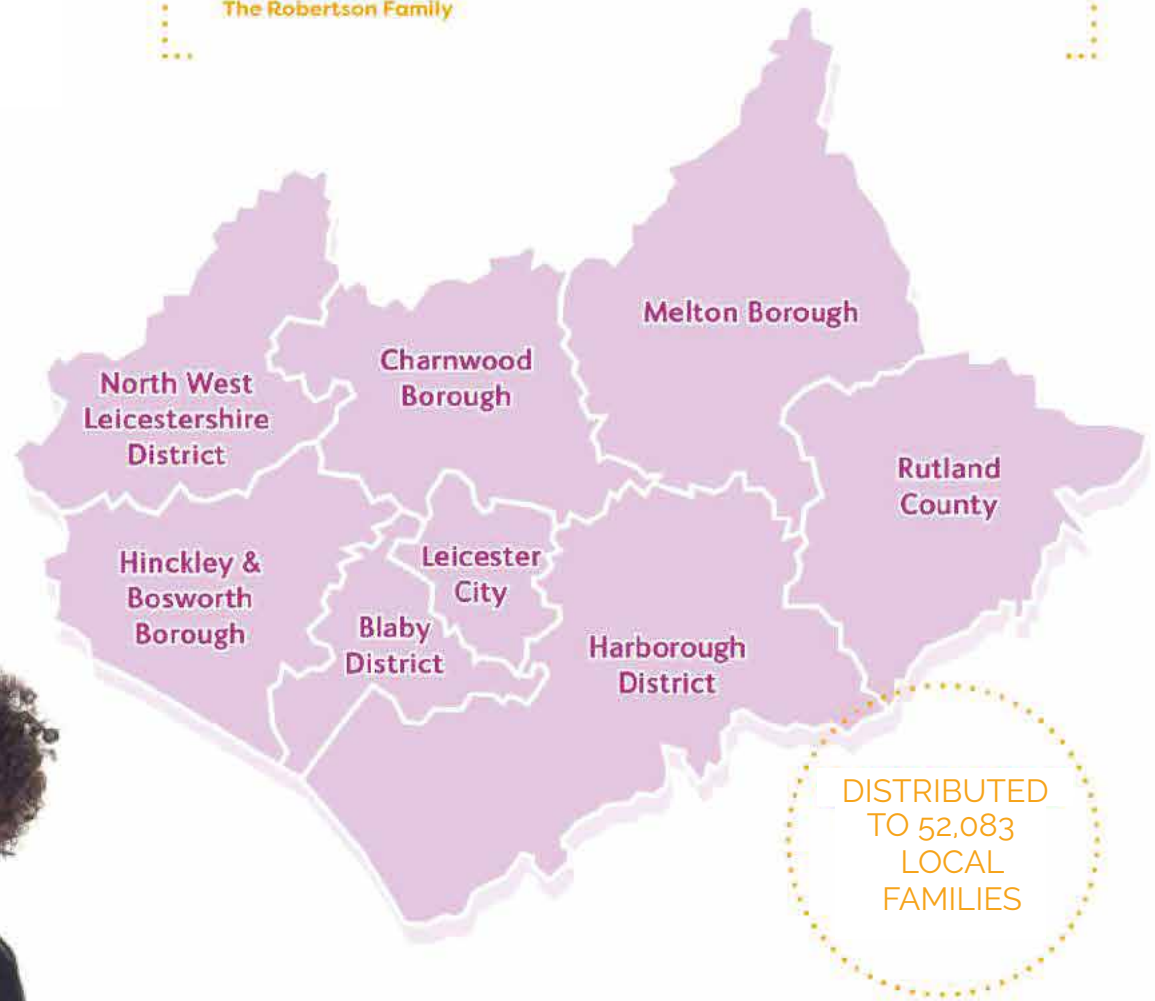 The Robertson Family
Melton Borough
Charnwood
Borough
North West
Leicestershire
District
Rutland
County
Hinckley &
Bosworth
Borough
Leicester
City
Blaby
District
Harborough
District
DISTRIBUTED
TO 52,083
LOCAL
FAMILIES